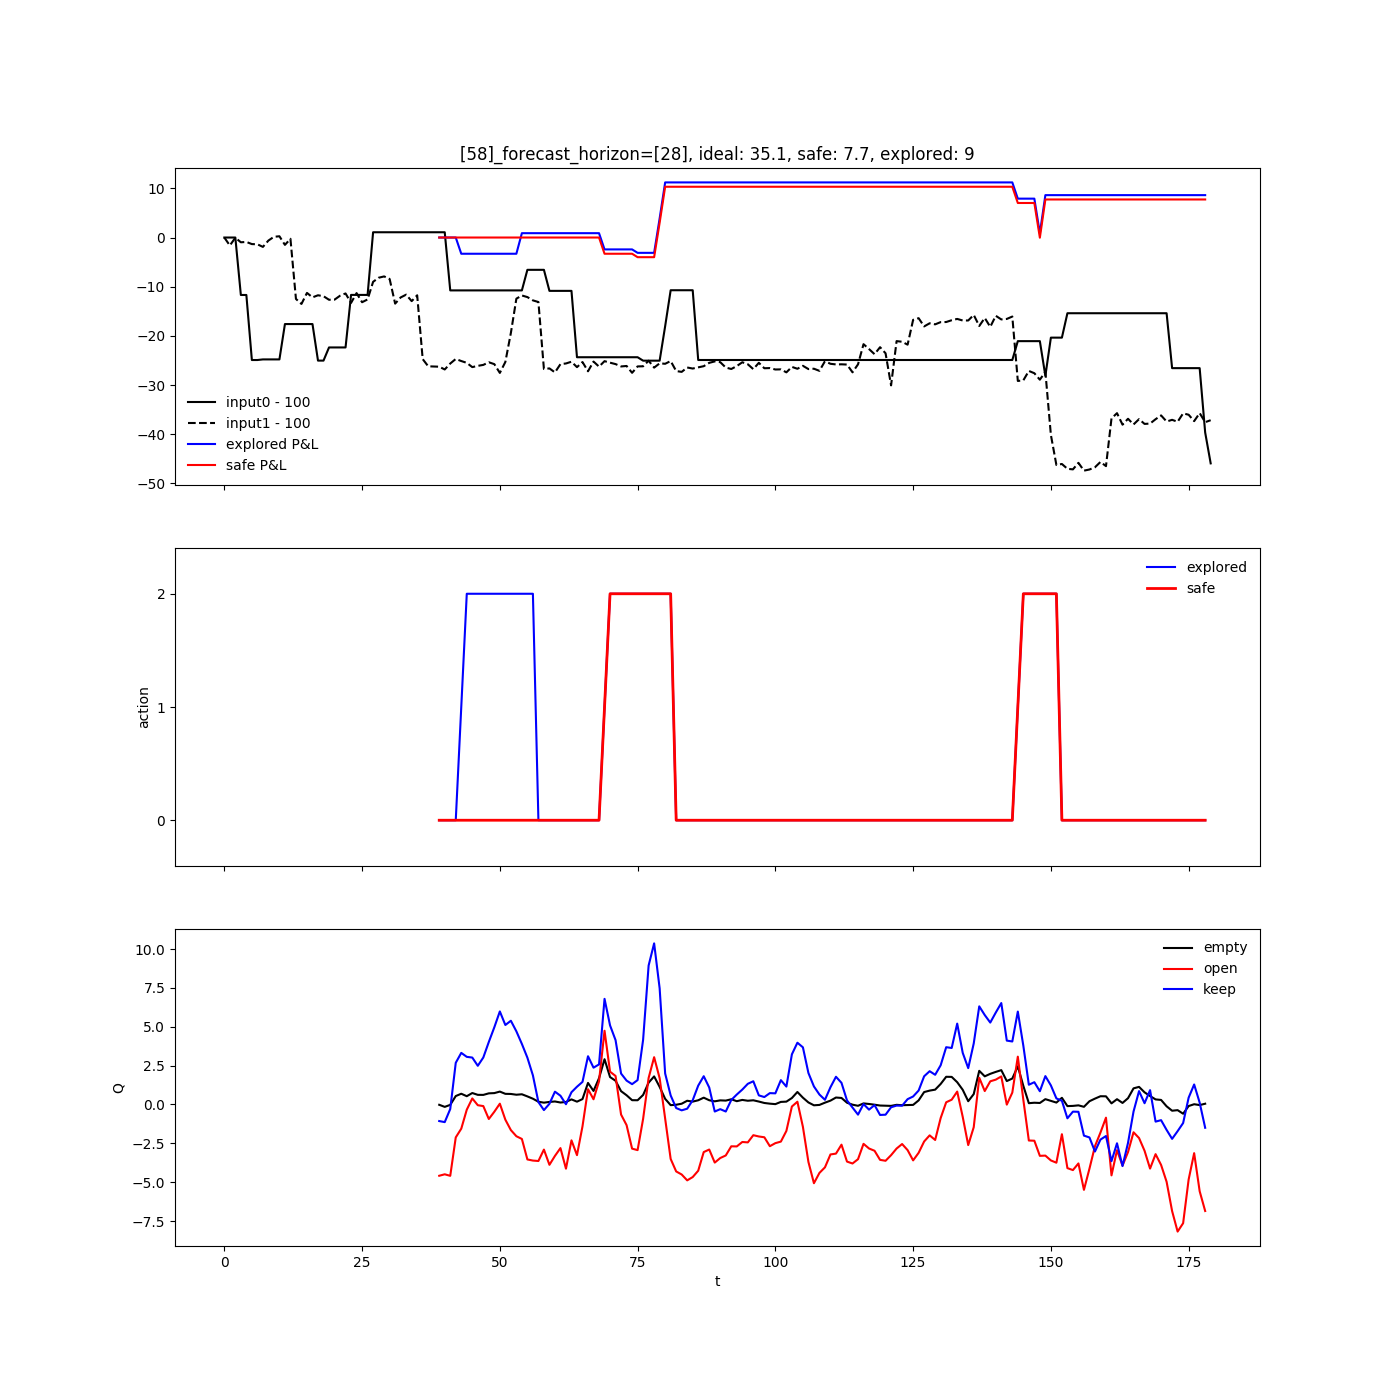 [58]_forecast_horizon=[28], ideal: 35.1, safe: 7.7, explored: 9
10
0
−10
−20
−30
−40
−50
input0 - 100
input1 - 100
explored P&L
safe P&L
2
1
0
action
explored
safe
10.0
7.5
5.0
2.5
0.0
−2.5
−5.0
−7.5
Q
empty
open
keep
0
25
50
75
100
125
150
175
t